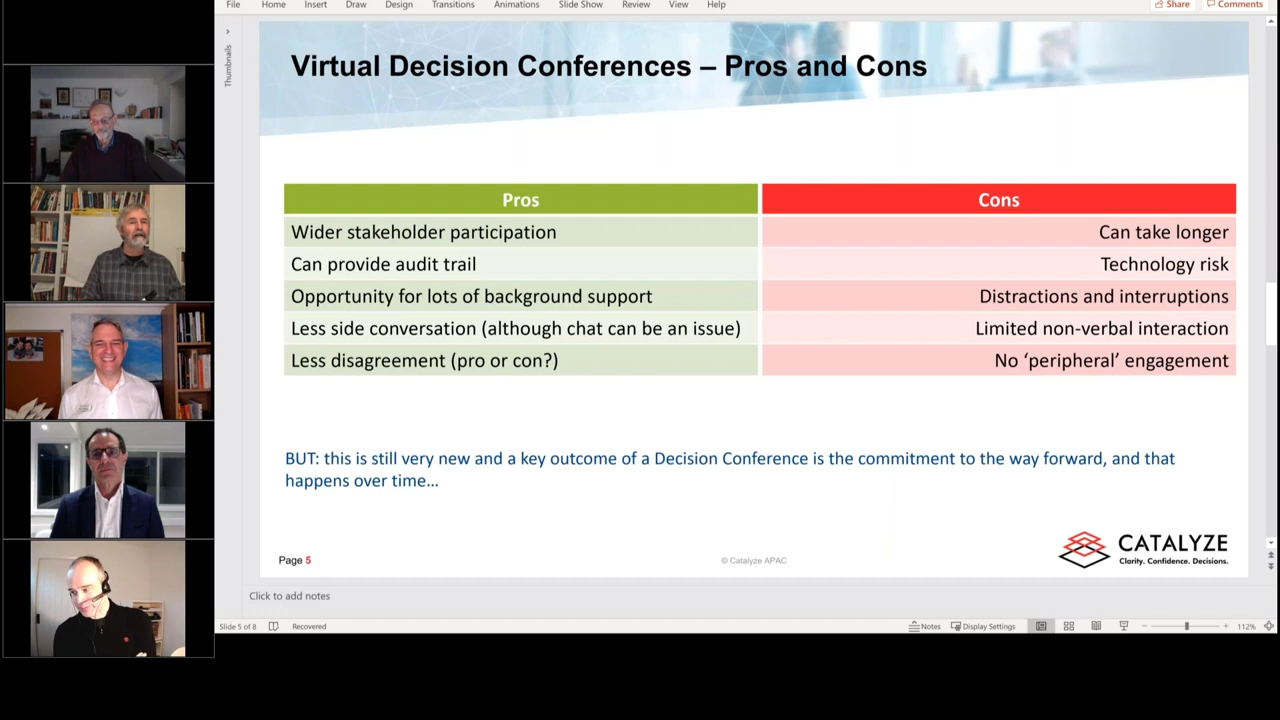 File Home Insert Draw Design Transitions Animations Slide Show Review View Help Share Comments
Thumbnails
Virtual Decision Conferences – Pros and Cons
Pros Cons
Wider stakeholder participation Can take longer
Can provide audit trail Technology risk
Opportunity for lots of background support Distractions and interruptions
Less side conversation (although chat can be an issue) Limited non-verbal interaction
Less disagreement (pro or con?) No ‘peripheral’ engagement
BUT: this is still very new and a key outcome of a Decision Conference is the commitment to the way forward, and that
happens over time…
CATALYZE
Clarity. Confidence. Decisions.
Page 5 © Catalyze APAC
Click to add notes
Slide 5 of 8 Recovered Notes Display Settings 112%